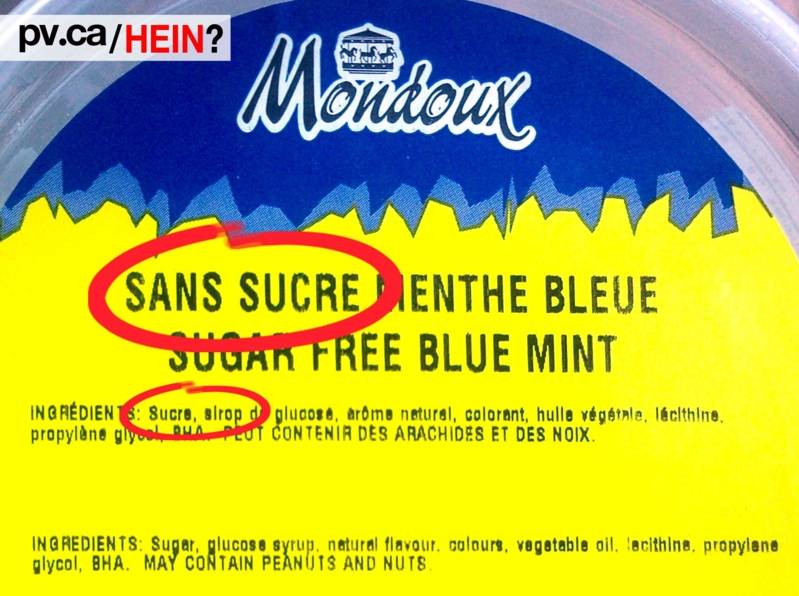 pv.ca/HEIN?
Mondoux
SANS SUCRE MENTHE BLEUE
SUGAR FREE BLUE MINT
INGRÉDIENTS: Sucre, sirop de glucose, arôme naturel, colorant, huile végétale, lécithine,
propylène glycol, BHA. PEUT CONTENIR DES ARACHIDES ET DES NOIX.
INGREDIENTS: Sugar, glucose syrup, natural flavour, colours, vegetable oil, lecithine, propylene
glycol, BHA. MAY CONTAIN PEANUTS AND NUTS.